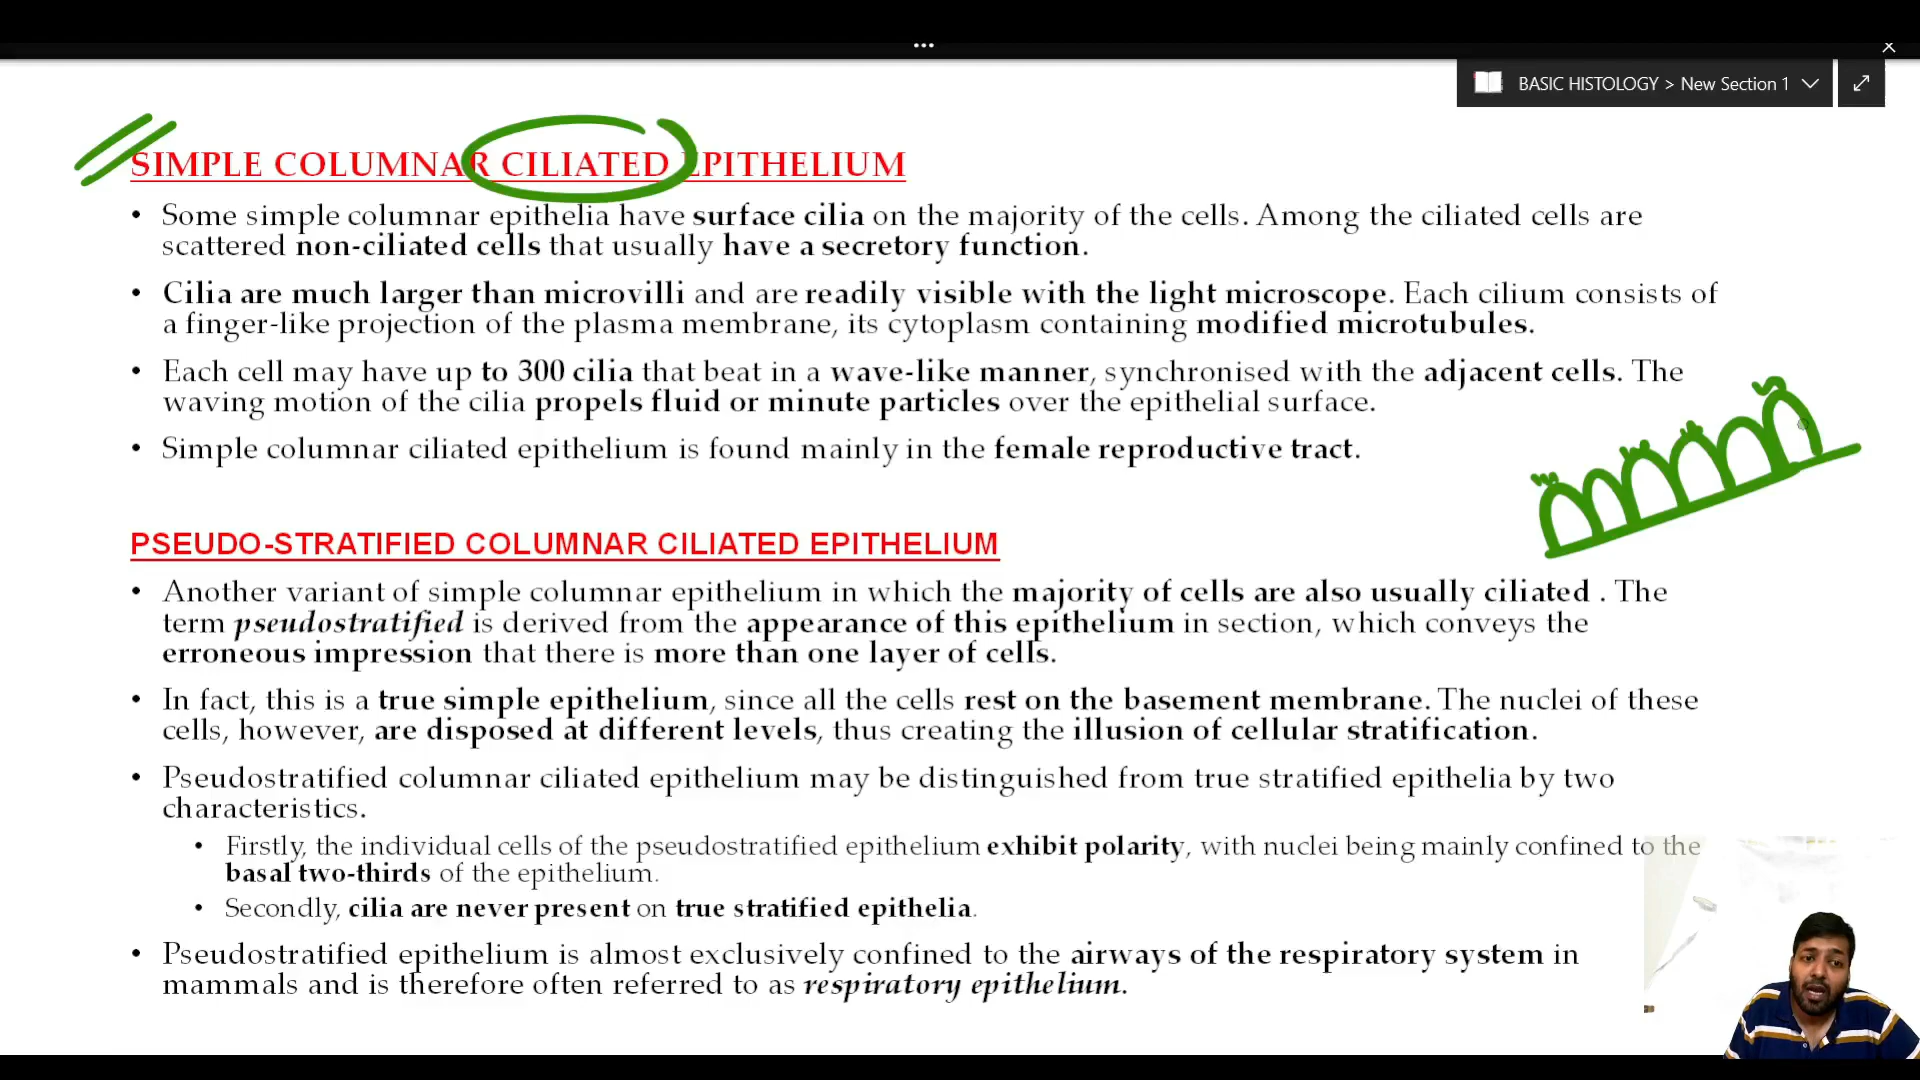 BASIC HISTOLOGY > New Section 1
SIMPLE COLUMNAR CILIATED EPITHELIUM
• Some simple columnar epithelia have surface cilia on the majority of the cells. Among the ciliated cells are
scattered non-ciliated cells that usually have a secretory function.
• Cilia are much larger than microvilli and are readily visible with the light microscope. Each cilium consists of
a finger-like projection of the plasma membrane, its cytoplasm containing modified microtubules.
• Each cell may have up to 300 cilia that beat in a wave-like manner, synchronised with the adjacent cells. The
waving motion of the cilia propels fluid or minute particles over the epithelial surface.
• Simple columnar ciliated epithelium is found mainly in the female reproductive tract.
PSEUDO-STRATIFIED COLUMNAR CILIATED EPITHELIUM
• Another variant of simple columnar epithelium in which the majority of cells are also usually ciliated . The
term pseudostratified is derived from the appearance of this epithelium in section, which conveys the
erroneous impression that there is more than one layer of cells.
• In fact, this is a true simple epithelium, since all the cells rest on the basement membrane. The nuclei of these
cells, however, are disposed at different levels, thus creating the illusion of cellular stratification.
• Pseudostratified columnar ciliated epithelium may be distinguished from true stratified epithelia by two
characteristics.
• Firstly, the individual cells of the pseudostratified epithelium exhibit polarity, with nuclei being mainly confined to the
basal two-thirds of the epithelium.
• Secondly, cilia are never present on true stratified epithelia.
• Pseudostratified epithelium is almost exclusively confined to the airways of the respiratory system in
mammals and is therefore often referred to as respiratory epithelium.